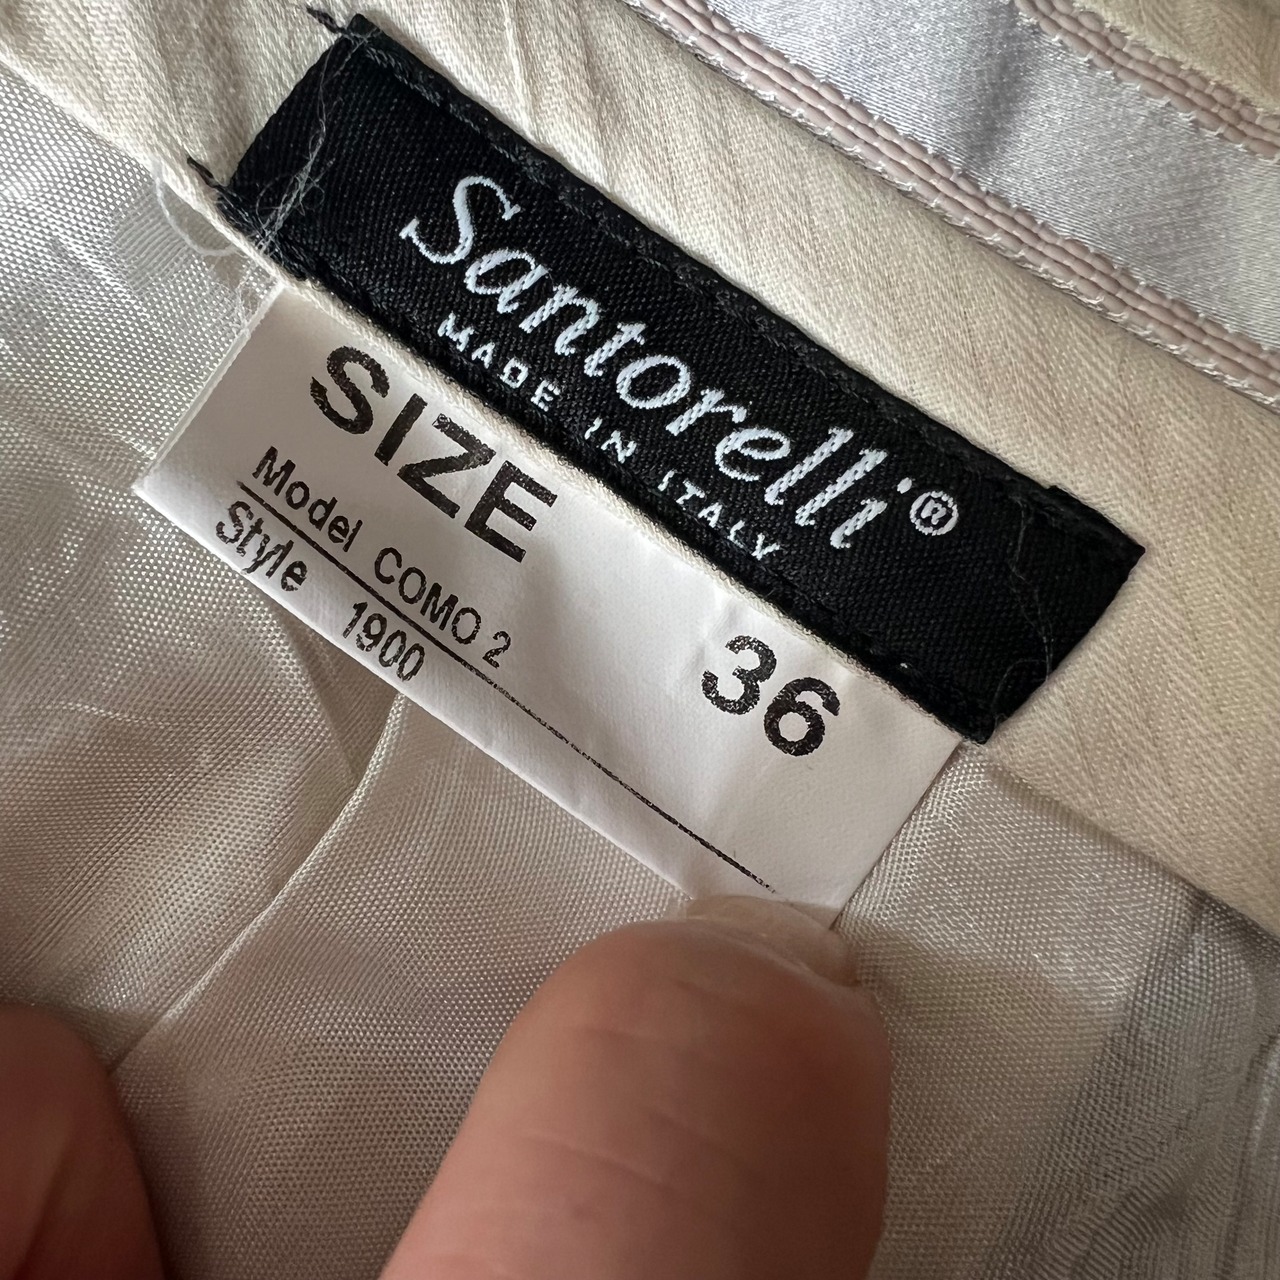 Santorelli®
MADE IN ITALY
SIZE 36
Model COMO 2
Style 1900